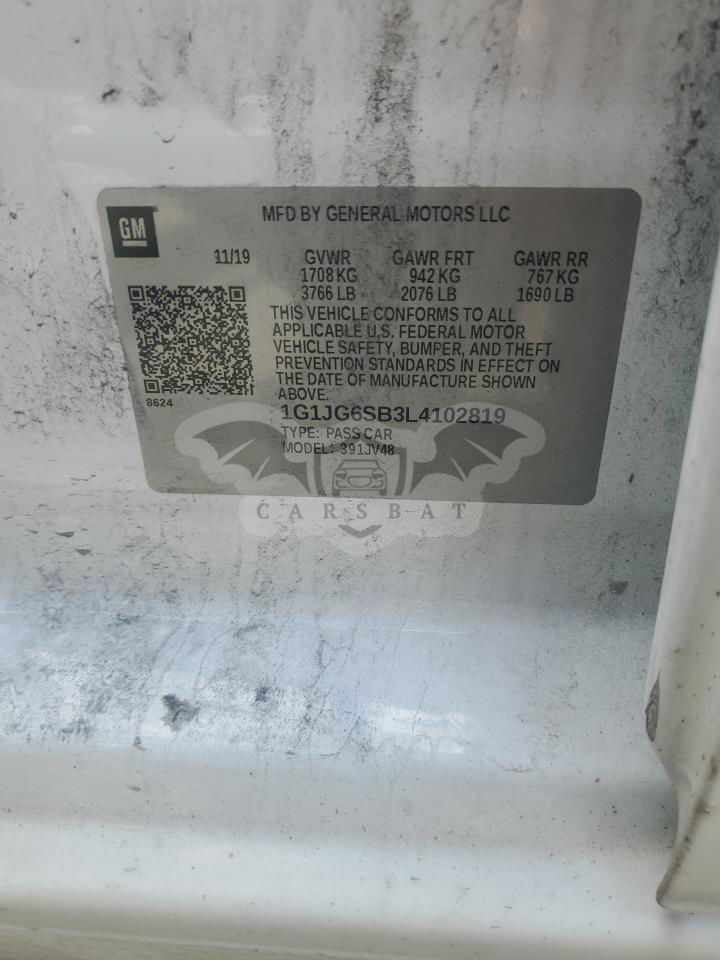 GM
MFD BY GENERAL MOTORS LLC
11/19 GVWR GAWR FRT GAWR RR
1708 KG 942 KG 767 KG
3766 LB 2076 LB 1690 LB
THIS VEHICLE CONFORMS TO ALL
APPLICABLE U.S. FEDERAL MOTOR
VEHICLE SAFETY, BUMPER, AND THEFT
PREVENTION STANDARDS IN EFFECT ON
THE DATE OF MANUFACTURE SHOWN
ABOVE.
8624
1G1JG6SB3L4102819
TYPE: PASS CAR
MODEL: 391JV48
CARSBAT